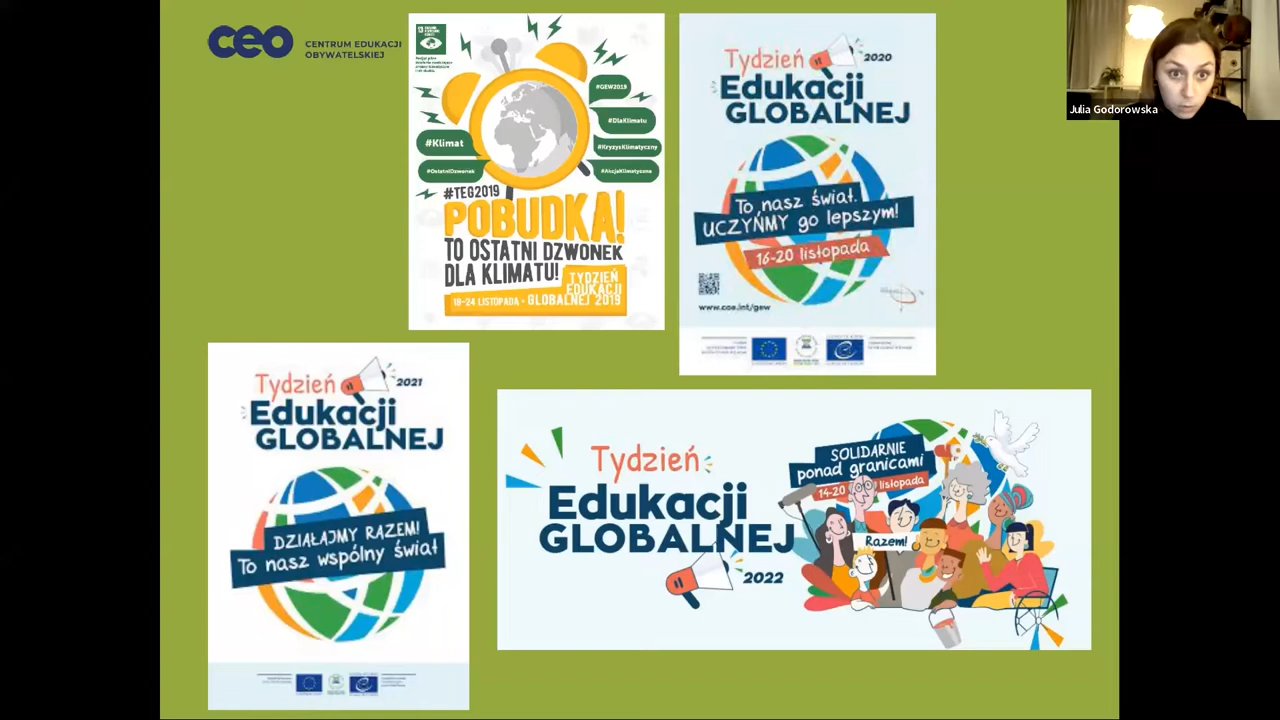 ceo CENTRUM EDUKACJI
OBYWATELSKIEJ
#GEW2019
#DlaKlimatu
#Klimat
#KryzysKlimatyczny
#OstatniDzwonek
#AkcjaKlimatyczna
#TEG2019
POBUDKA!
TO OSTATNI DZWONEK
DLA KLIMATU!
TYDZIEŃ
EDUKACJI
18-24 LISTOPADA • GLOBALNEJ 2019
Tydzień 2020
Edukacji
GLOBALNEJ
To nasz świat.
UCZYŃMY go lepszym!
16-20 listopada
www.coe.int/gew
Julia Godorowska
Tydzień 2021
Edukacji
GLOBALNEJ
DZIAŁAJMY RAZEM!
To nasz wspólny świat
Tydzień
Edukacji
GLOBALNEJ
2022
SOLIDARNIE
ponad granicami
14-20 listopada
Razem!